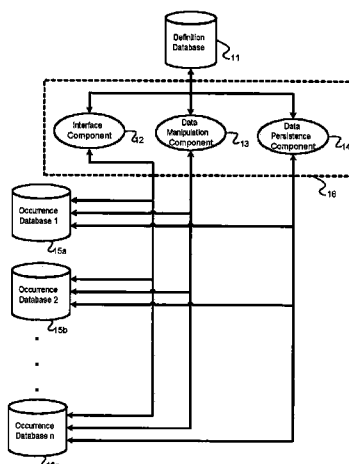 Definition
Database
11
Interface
Component
12
Data
Manipulation
Component
13
Data
Persistence
Component
14
16
Occurrence
Database 1
15a
Occurrence
Database 2
15b
Occurrence
Database n